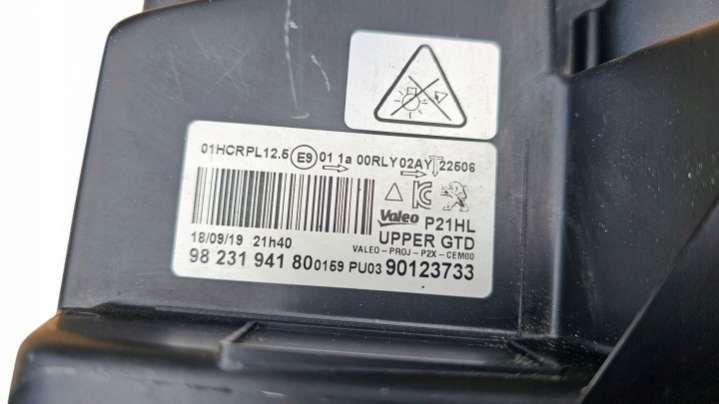 01HCRPL12.5 E9 01 1a 00RLY 02AY 22506
Valeo P21HL
UPPER GTD
18/09/19 21h40
VALEO - PROJ - P2X - CEM00
98 231 941 80 0159 PU03 90123733